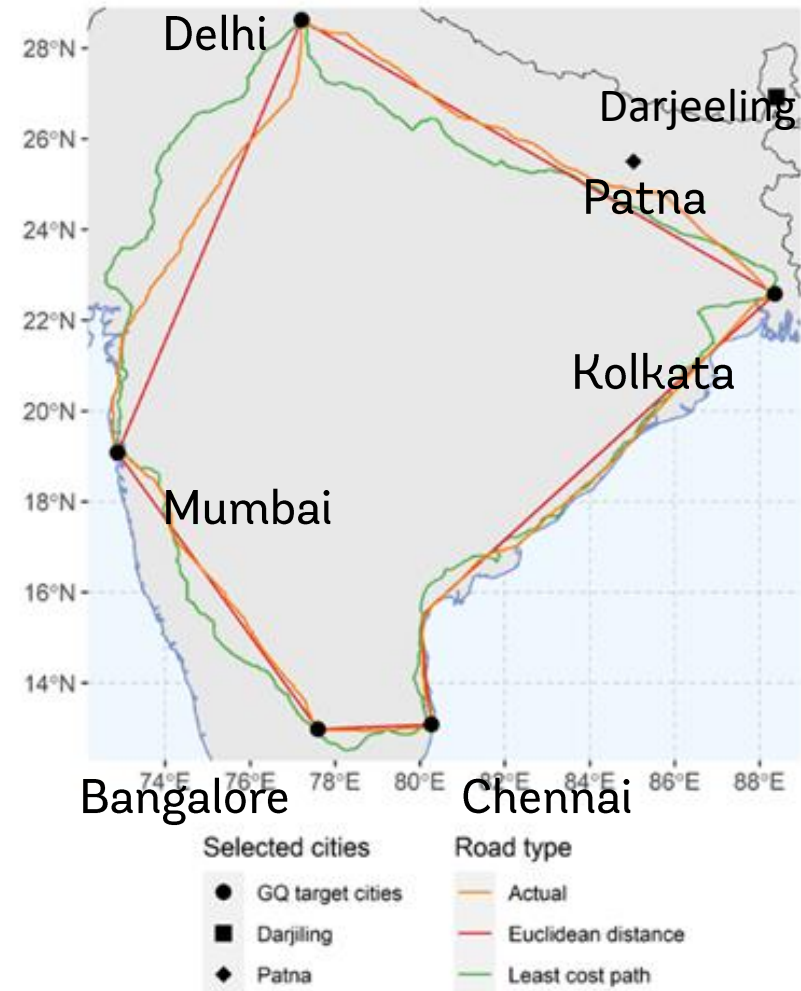 Delhi
28°N
Darjeeling
26°N
Patna
24°N
22°N
Kolkata
20°N
Mumbai
18°N
16°N
14°N
74°E 76°E 78°E 80°E 82°E 84°E 86°E 88°E
Bangalore Chennai
Selected cities
GQ target cities
Darjiling
Patna
Road type
Actual
Euclidean distance
Least cost path